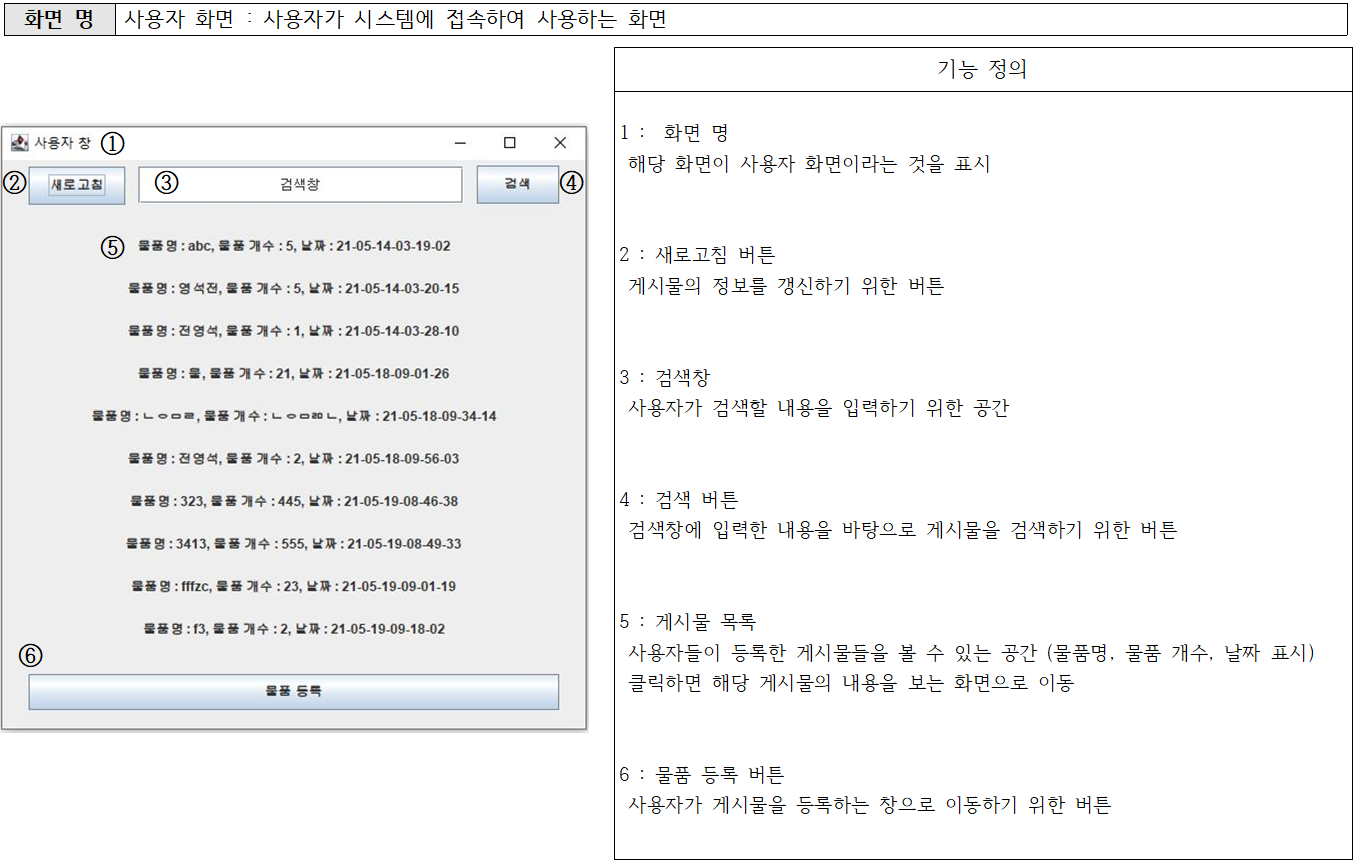 화면 명 사용자 화면 : 사용자가 시스템에 접속하여 사용하는 화면
사용자 창 ①
② 새로고침 ③ 검색창 검색 ④
⑤ 물품명 : abc, 물품 개수 : 5, 날짜 : 21-05-14-03-19-02
물품명 : 영석전, 물품 개수 : 5, 날짜 : 21-05-14-03-20-15
물품명 : 전영석, 물품 개수 : 1, 날짜 : 21-05-14-03-28-10
물품명 : 물, 물품 개수 : 21, 날짜 : 21-05-18-09-01-26
물품명 : ㄴㅇㅁㄹ, 물품 개수 : ㄴㅇㅁㄻㄴ, 날짜 : 21-05-18-09-34-14
물품명 : 전영석, 물품 개수 : 2, 날짜 : 21-05-18-09-56-03
물품명 : 323, 물품 개수 : 445, 날짜 : 21-05-19-08-46-38
물품명 : 3413, 물품 개수 : 555, 날짜 : 21-05-19-08-49-33
물품명 : fffzc, 물품 개수 : 23, 날짜 : 21-05-19-09-01-19
물품명 : f3, 물품 개수 : 2, 날짜 : 21-05-19-09-18-02
⑥
물품 등록
기능 정의
1 : 화면 명
해당 화면이 사용자 화면이라는 것을 표시
2 : 새로고침 버튼
게시물의 정보를 갱신하기 위한 버튼
3 : 검색창
사용자가 검색할 내용을 입력하기 위한 공간
4 : 검색 버튼
검색창에 입력한 내용을 바탕으로 게시물을 검색하기 위한 버튼
5 : 게시물 목록
사용자들이 등록한 게시물들을 볼 수 있는 공간 (물품명, 물품 개수, 날짜 표시)
클릭하면 해당 게시물의 내용을 보는 화면으로 이동
6 : 물품 등록 버튼
사용자가 게시물을 등록하는 창으로 이동하기 위한 버튼